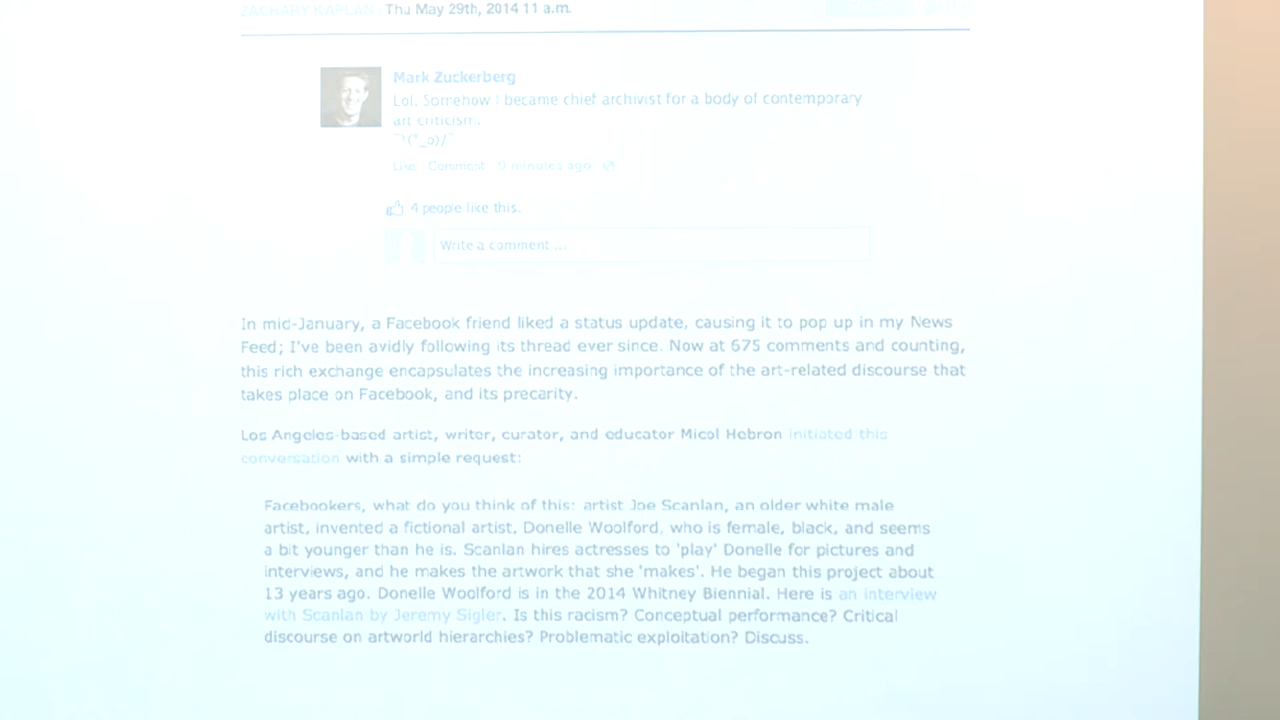 ZACHARY KAPLAN Thu May 29th, 2014 11 a.m.
Mark Zuckerberg
Lol. Somehow I became chief archivist for a body of contemporary
art criticism.
¯\(°_o)/¯
Like Comment 9 minutes ago
4 people like this.
Write a comment ...
In mid-January, a Facebook friend liked a status update, causing it to pop up in my News
Feed; I've been avidly following its thread ever since. Now at 675 comments and counting,
this rich exchange encapsulates the increasing importance of the art-related discourse that
takes place on Facebook, and its precarity.
Los Angeles-based artist, writer, curator, and educator Micol Hebron initiated this
conversation with a simple request:
Facebookers, what do you think of this: artist Joe Scanlan, an older white male
artist, invented a fictional artist, Donelle Woolford, who is female, black, and seems
a bit younger than he is. Scanlan hires actresses to 'play' Donelle for pictures and
interviews, and he makes the artwork that she 'makes'. He began this project about
13 years ago. Donelle Woolford is in the 2014 Whitney Biennial. Here is an interview
with Scanlan by Jeremy Sigler. Is this racism? Conceptual performance? Critical
discourse on artworld hierarchies? Problematic exploitation? Discuss.